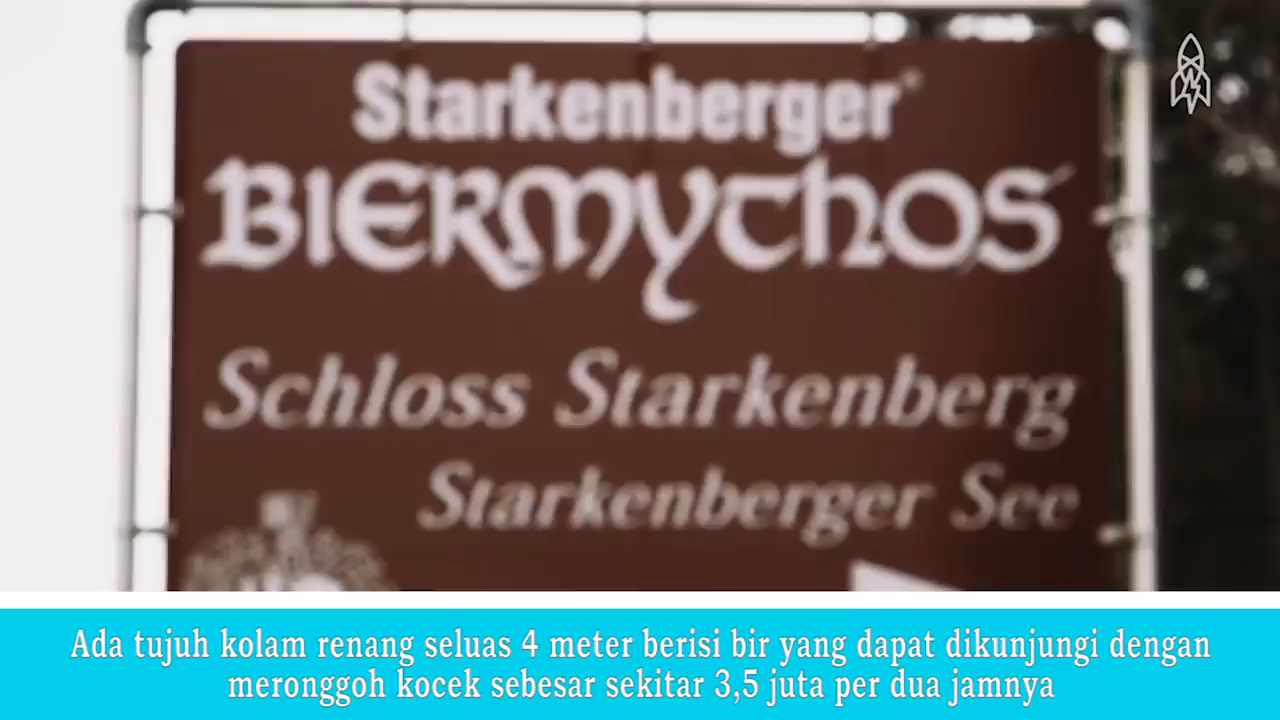 Starkenberger
BIERMYTHOS
Schloss Starkenberg
Starkenberger See
Ada tujuh kolam renang seluas 4 meter berisi bir yang dapat dikunjungi dengan
meronggoh kocek sebesar sekitar 3,5 juta per dua jamnya